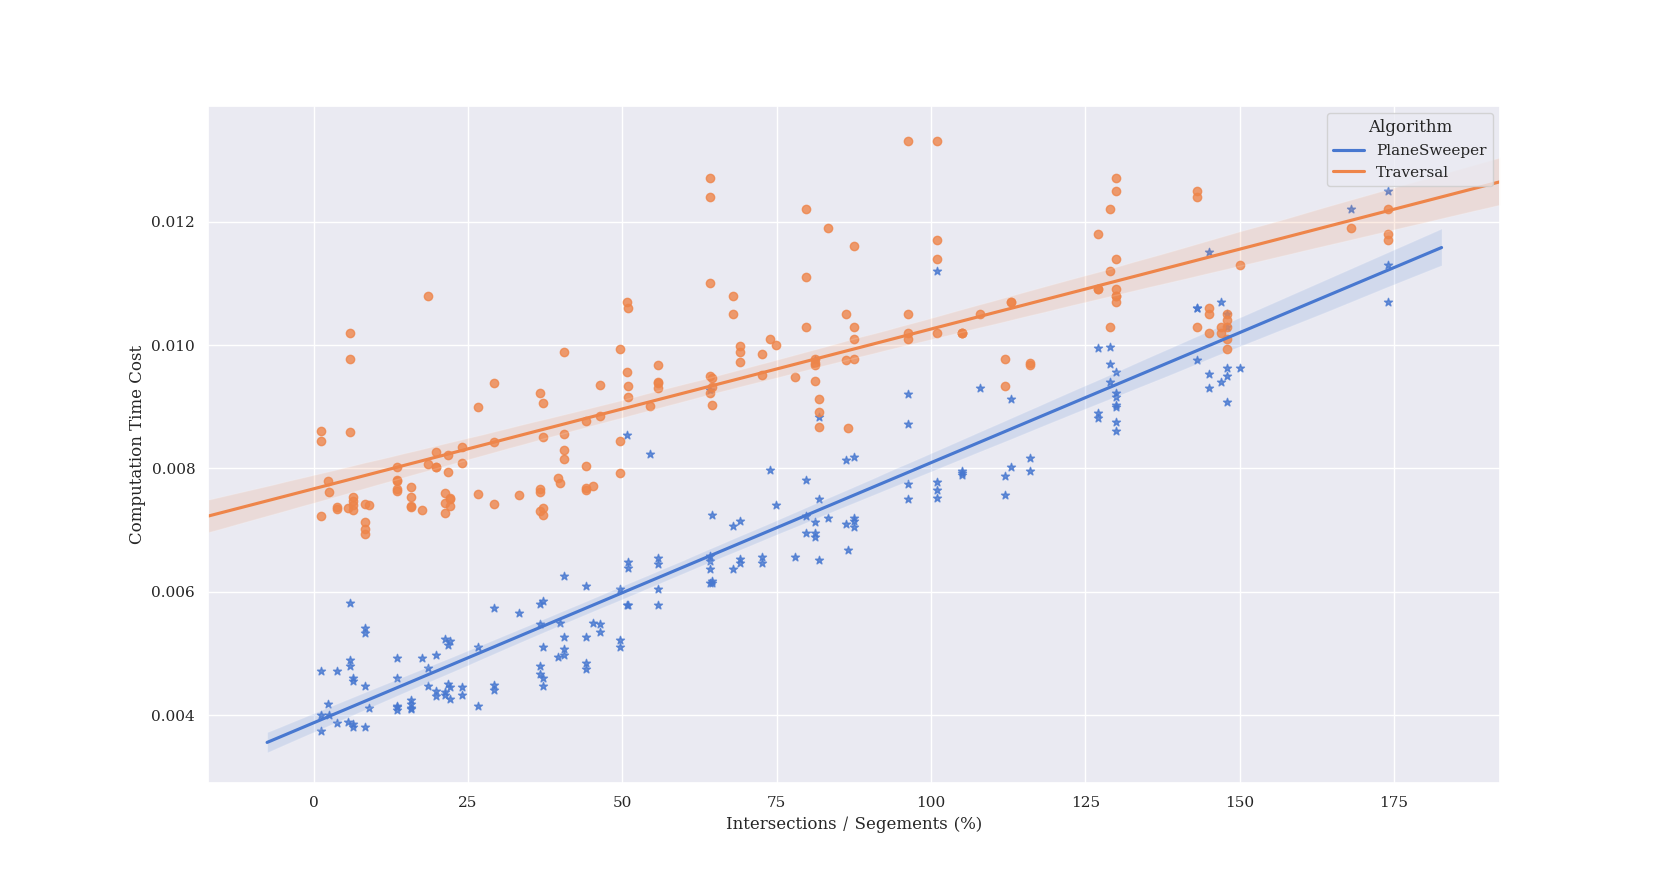 Algorithm
PlaneSweeper
Traversal
0.012
0.010
0.008
0.006
0.004
Computation Time Cost
0 25 50 75 100 125 150 175
Intersections / Segements (%)